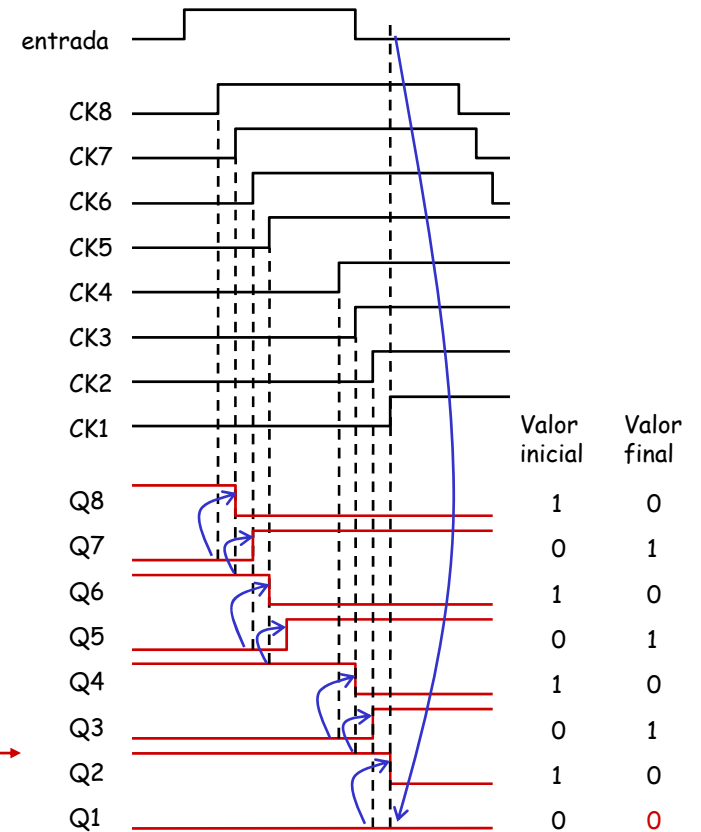 entrada
CK8
CK7
CK6
CK5
CK4
CK3
CK2
CK1
Valor inicial Valor final
Q8 1 0
Q7 0 1
Q6 1 0
Q5 0 1
Q4 1 0
Q3 0 1
Q2 1 0
Q1 0 0